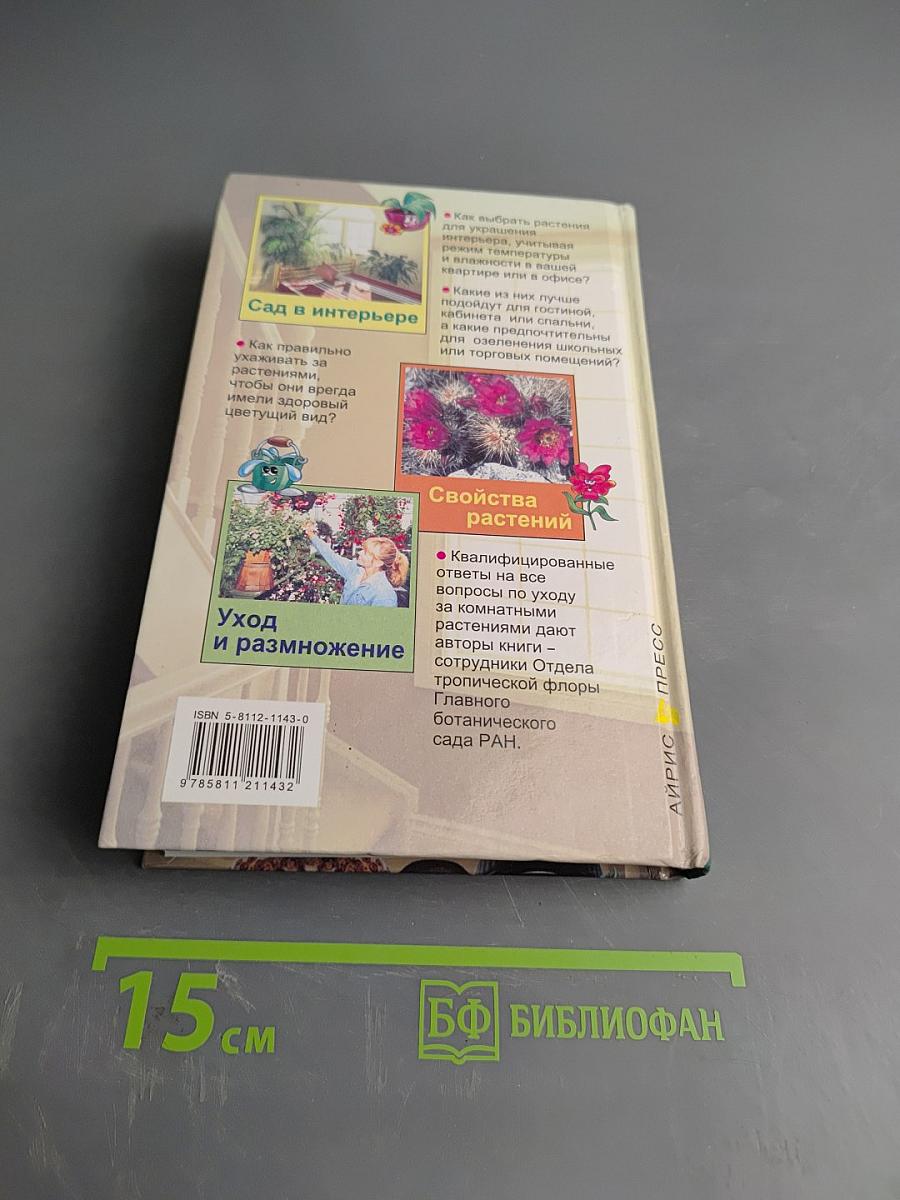 • Как выбрать растения
для украшения
интерьера, учитывая
режим температуры
и влажности в вашей
квартире или в офисе?
• Какие из них лучше
подойдут для гостиной,
кабинета или спальни,
а какие предпочтительны
для озеленения школьных
или торговых помещений?
Сад в интерьере
• Как правильно
ухаживать за
растениями,
чтобы они врегда
имели здоровый
цветущий вид?
Свойства
растений
Уход
и размножение
• Квалифицированные
ответы на все
вопросы по уходу
за комнатными
растениями дают
авторы книги –
сотрудники Отдела
тропической флоры
Главного
ботанического
сада РАН.
ISBN 5-8112-1143-0
9 785811 211432
АЙРИС ПРЕСС
15 см
БФ БИБЛИОФАН